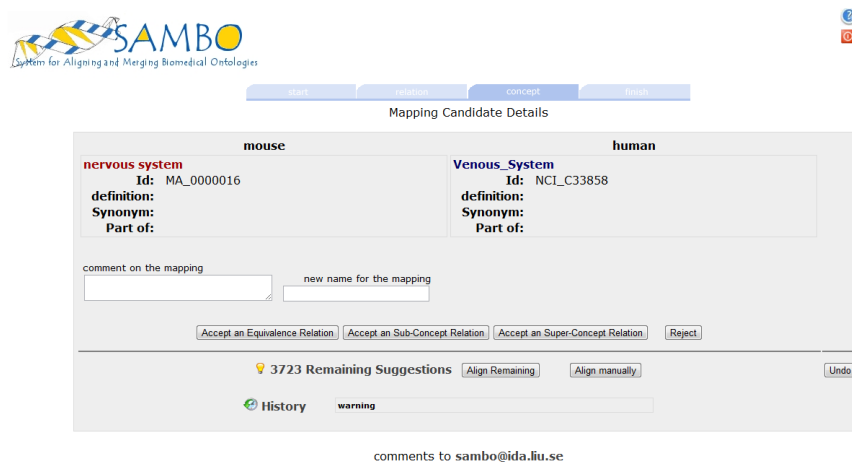 SAMBO
System for Aligning and Merging Biomedical Ontologies
start relation concept finish
Mapping Candidate Details
mouse human
nervous system Venous_System
Id: MA_0000016 Id: NCI_C33858
definition: definition:
Synonym: Synonym:
Part of: Part of:
comment on the mapping
new name for the mapping
Accept an Equivalence Relation Accept an Sub-Concept Relation Accept an Super-Concept Relation Reject
3723 Remaining Suggestions Align Remaining Align manually Undo
History warning
comments to sambo@ida.liu.se